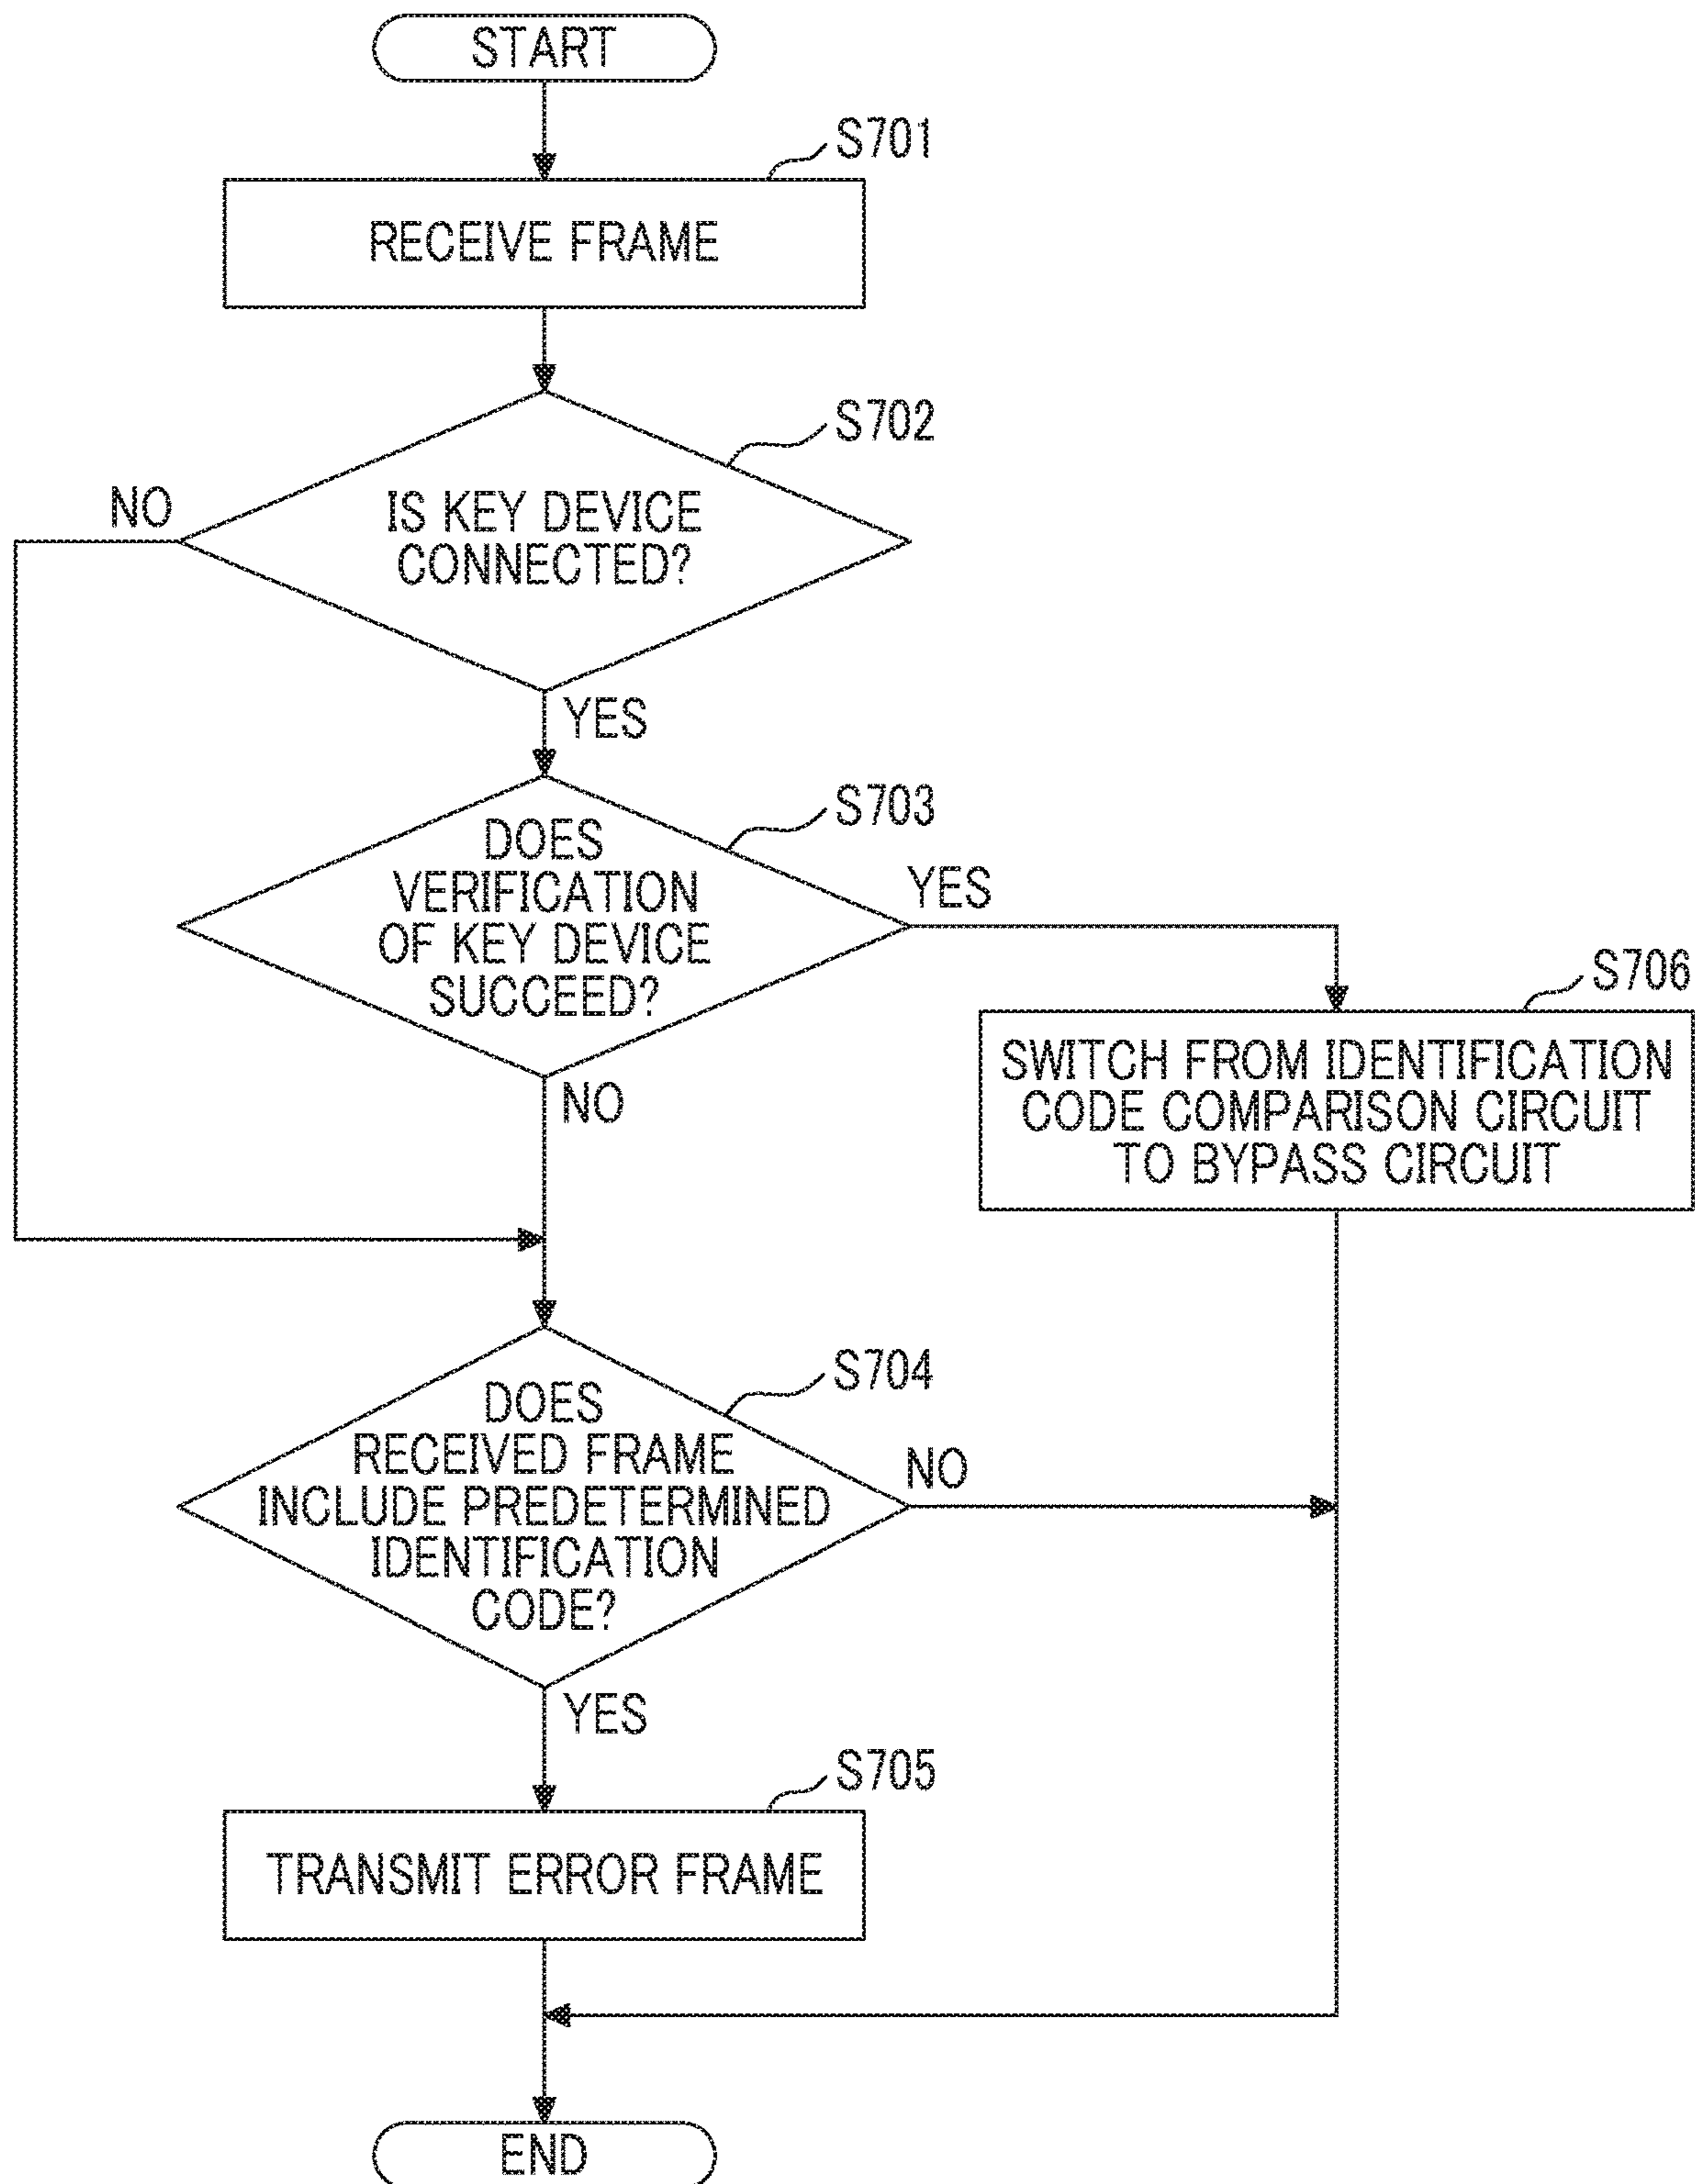 START
S701
RECEIVE FRAME
S702
NO
IS KEY DEVICE
CONNECTED?
YES
S703
DOES
VERIFICATION
OF KEY DEVICE
SUCCEED?
YES
NO
S706
SWITCH FROM IDENTIFICATION
CODE COMPARISON CIRCUIT
TO BYPASS CIRCUIT
S704
DOES
RECEIVED FRAME
INCLUDE PREDETERMINED
IDENTIFICATION
CODE?
NO
YES
S705
TRANSMIT ERROR FRAME
END